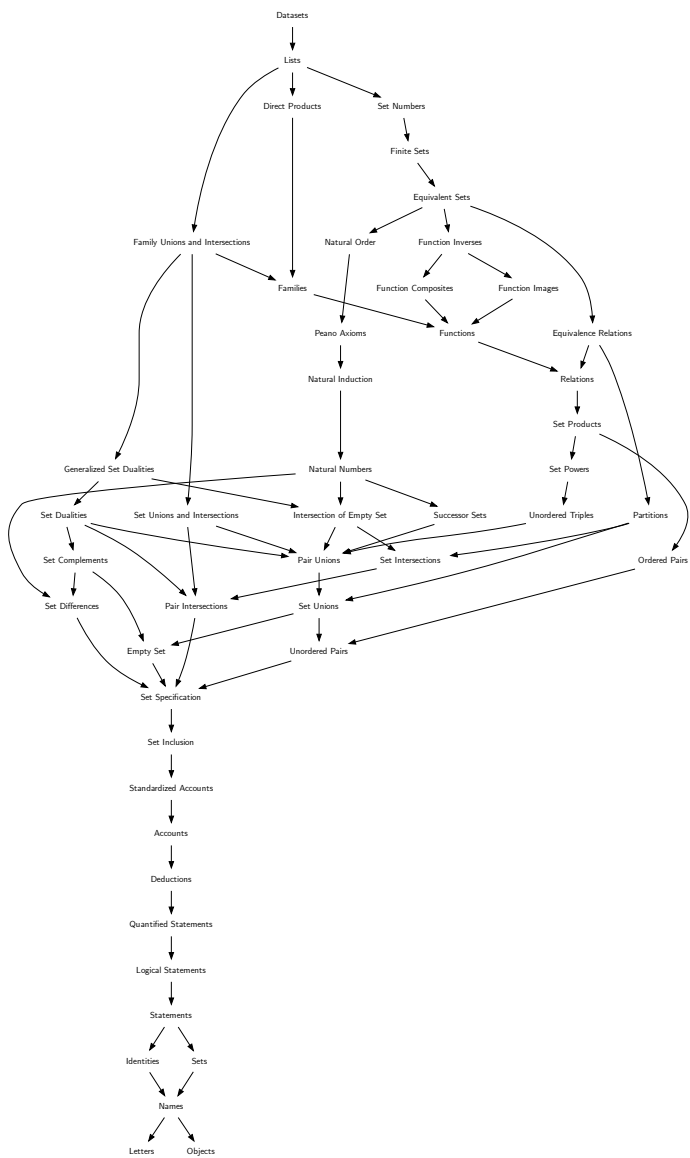 Datasets
Lists
Direct Products
Set Numbers
Finite Sets
Equivalent Sets
Family Unions and Intersections
Natural Order
Function Inverses
Families
Function Composites
Function Images
Peano Axioms
Functions
Equivalence Relations
Natural Induction
Relations
Set Products
Generalized Set Dualities
Natural Numbers
Set Powers
Set Dualities
Set Unions and Intersections
Intersection of Empty Set
Successor Sets
Unordered Triples
Partitions
Set Complements
Pair Unions
Set Intersections
Ordered Pairs
Set Differences
Pair Intersections
Set Unions
Empty Set
Unordered Pairs
Set Specification
Set Inclusion
Standardized Accounts
Accounts
Deductions
Quantified Statements
Logical Statements
Statements
Identities
Sets
Names
Letters
Objects